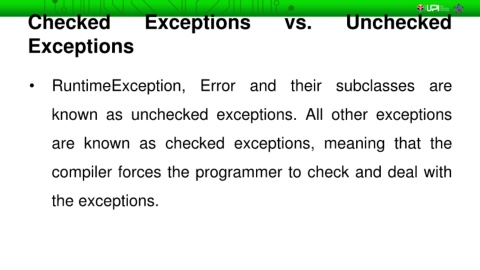 UPI
Checked Exceptions vs. Unchecked
Exceptions
• RuntimeException, Error and their subclasses are
known as unchecked exceptions. All other exceptions
are known as checked exceptions, meaning that the
compiler forces the programmer to check and deal with
the exceptions.